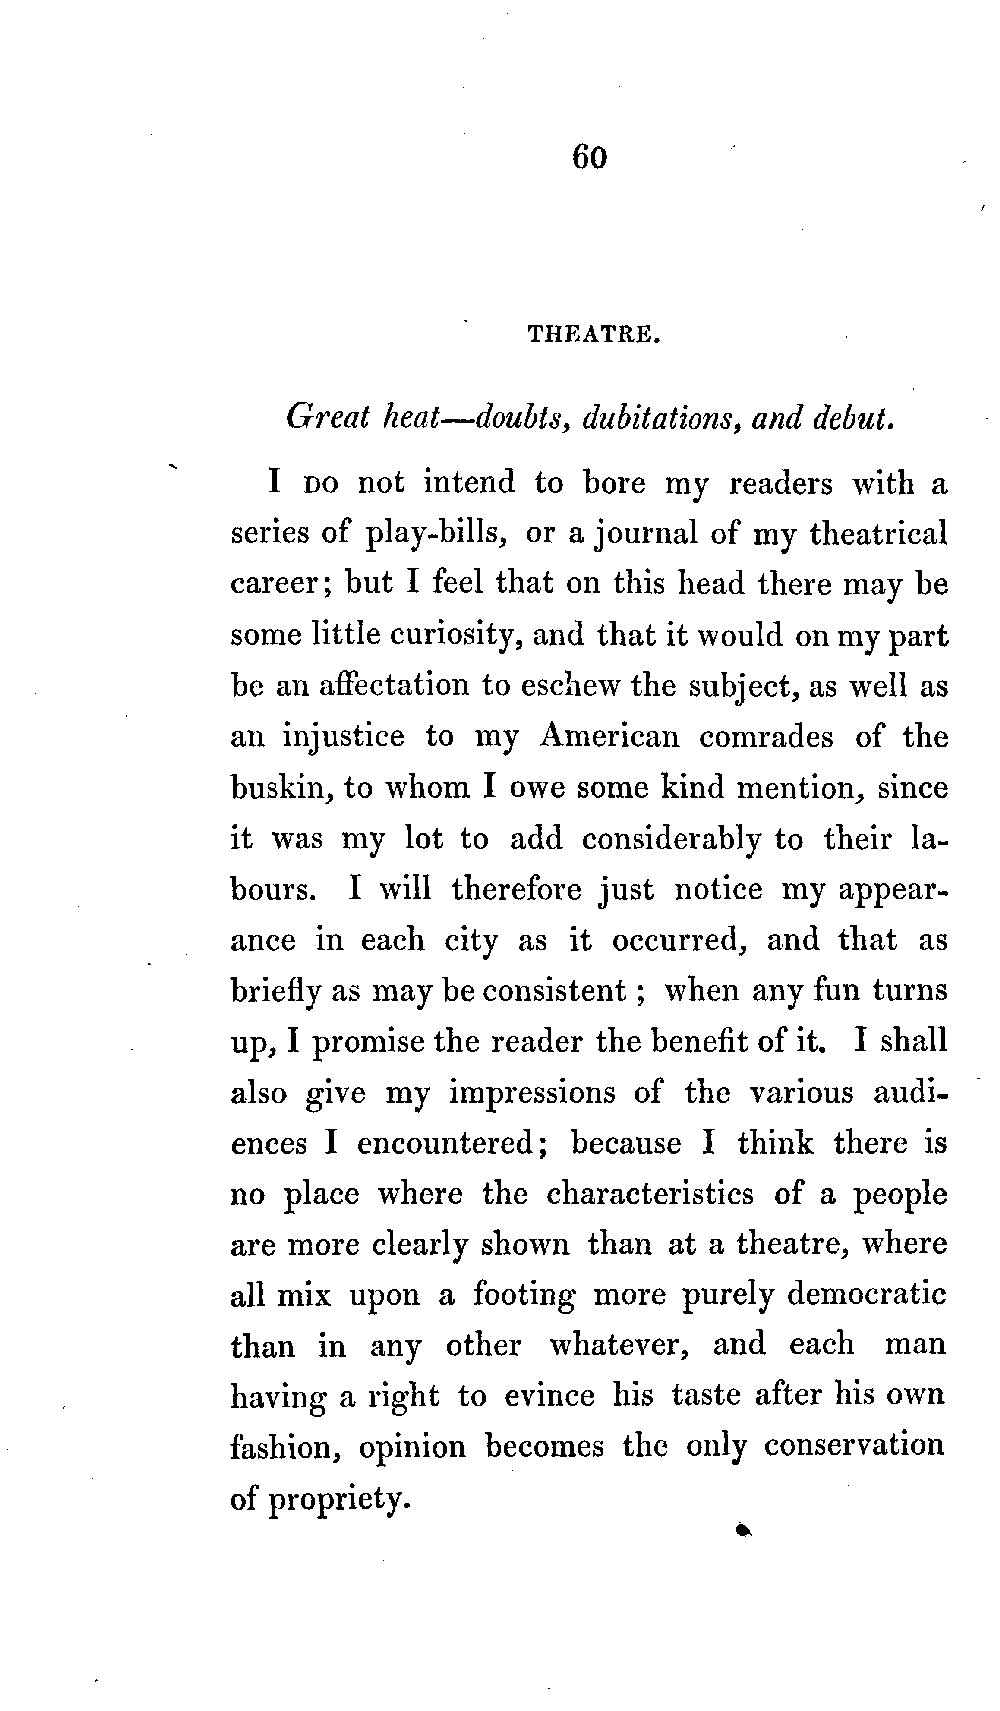 60
THEATRE.
Great heat—doubts, dubitations, and debut.
I DO not intend to bore my readers with a
series of play-bills, or a journal of my theatrical
career; but I feel that on this head there may be
some little curiosity, and that it would on my part
be an affectation to eschew the subject, as well as
an injustice to my American comrades of the
buskin, to whom I owe some kind mention, since
it was my lot to add considerably to their la-
bours. I will therefore just notice my appear-
ance in each city as it occurred, and that as
briefly as may be consistent ; when any fun turns
up, I promise the reader the benefit of it. I shall
also give my impressions of the various audi-
ences I encountered; because I think there is
no place where the characteristics of a people
are more clearly shown than at a theatre, where
all mix upon a footing more purely democratic
than in any other whatever, and each man
having a right to evince his taste after his own
fashion, opinion becomes the only conservation
of propriety.